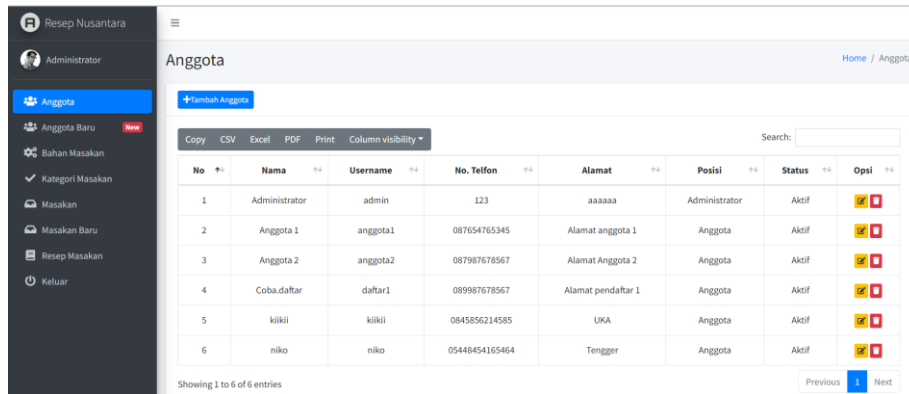 Resep Nusantara
Administrator
Anggota
Anggota Baru New
Bahan Masakan
Kategori Masakan
Masakan
Masakan Baru
Resep Masakan
Keluar
Anggota
Home / Anggota
+Tambah Anggota
Copy CSV Excel PDF Print Column visibility
Search:
No Nama Username No. Telfon Alamat Posisi Status Opsi
1 Administrator admin 123 aaaaaa Administrator Aktif
2 Anggota 1 anggota1 087654765345 Alamat anggota 1 Anggota Aktif
3 Anggota 2 anggota2 087987678567 Alamat Anggota 2 Anggota Aktif
4 Coba.daftar daftar1 089987678567 Alamat pendaftar 1 Anggota Aktif
5 kiikii kiikii 0845856214585 UKA Anggota Aktif
6 niko niko 05448454165464 Tengger Anggota Aktif
Showing 1 to 6 of 6 entries
Previous 1 Next